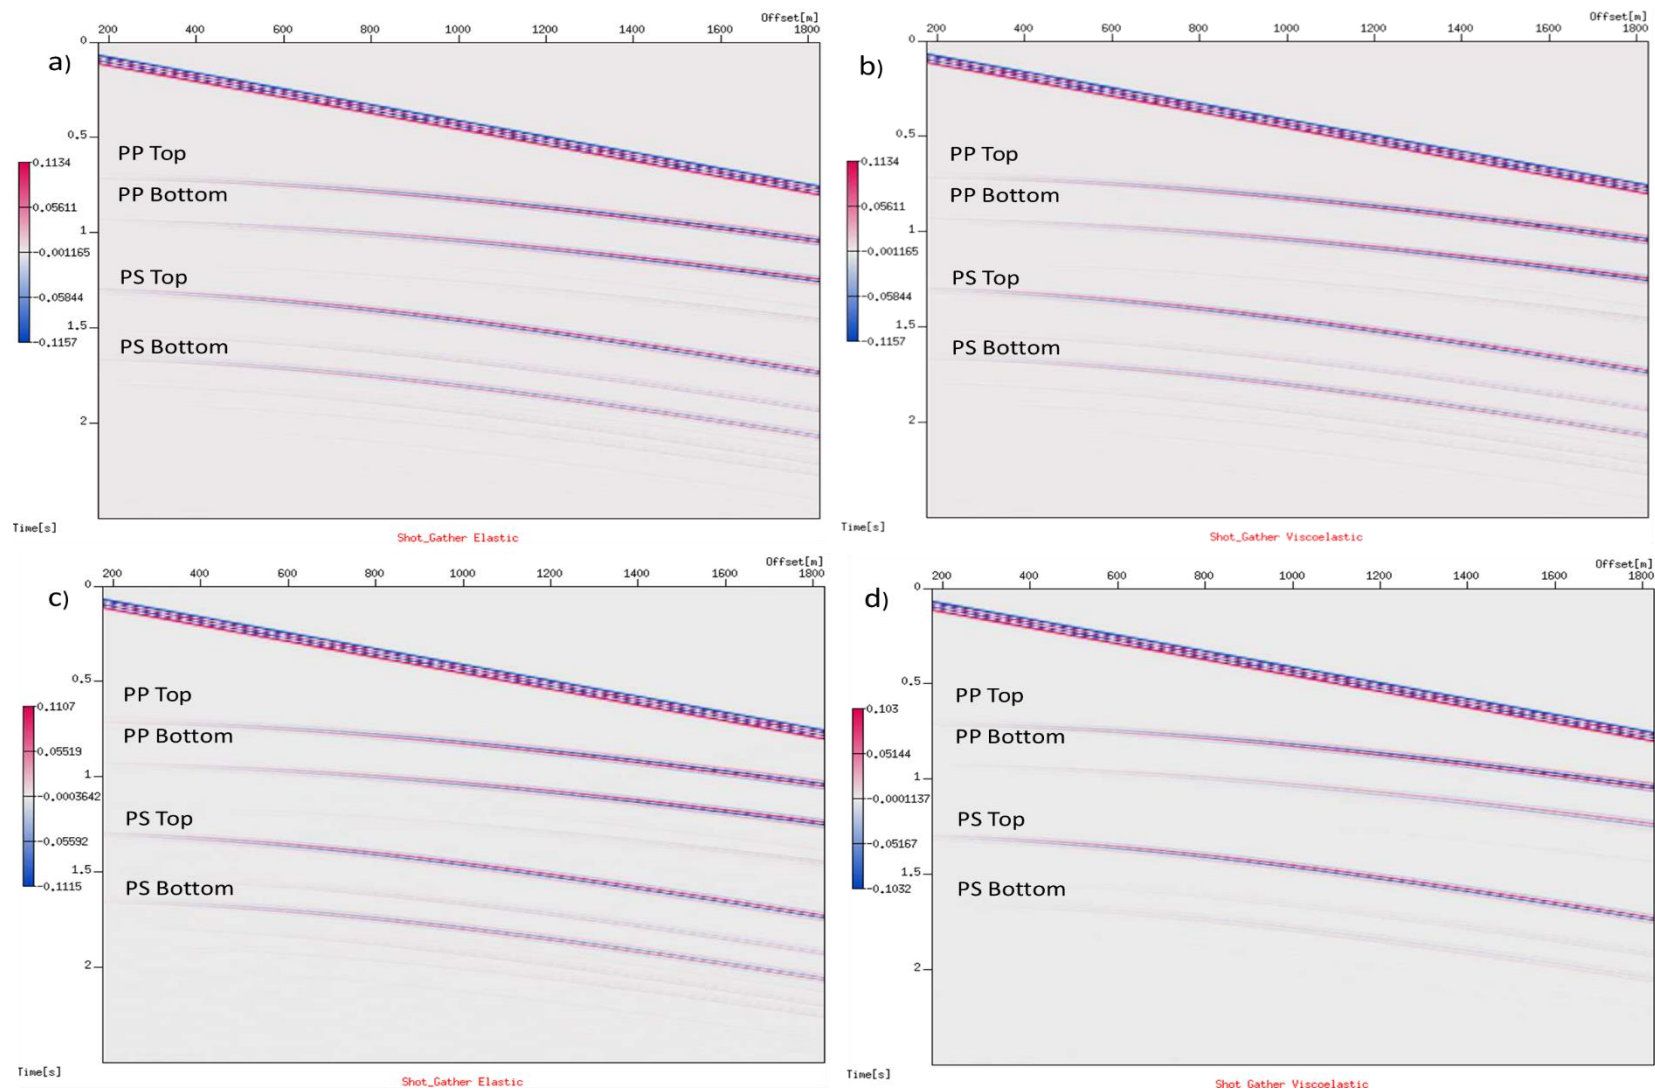 Offset[m]
200 400 600 800 1000 1200 1400 1600 1800
0
a)
0.5
PP Top
0.1134
PP Bottom
0.05611
1
-0.001165
PS Top
-0.05844
1.5
-0.1157
PS Bottom
2
Time[s]
Shot_Gather Elastic
Offset[m]
200 400 600 800 1000 1200 1400 1600 1800
0
b)
0.5
PP Top
0.1134
PP Bottom
0.05611
1
-0.001165
PS Top
-0.05844
1.5
-0.1157
PS Bottom
2
Time[s]
Shot_Gather Viscoelastic
Offset[m]
200 400 600 800 1000 1200 1400 1600 1800
0
c)
0.5
PP Top
0.1107
PP Bottom
0.05519
1
-0.0003642
PS Top
-0.05592
1.5
-0.1115
PS Bottom
2
Time[s]
Shot_Gather Elastic
Offset[m]
200 400 600 800 1000 1200 1400 1600 1800
0
d)
0.5
PP Top
0.103
PP Bottom
0.05144
1
-0.0001137
PS Top
-0.05167
1.5
-0.1032
PS Bottom
2
Time[s]
Shot Gather Viscoelastic